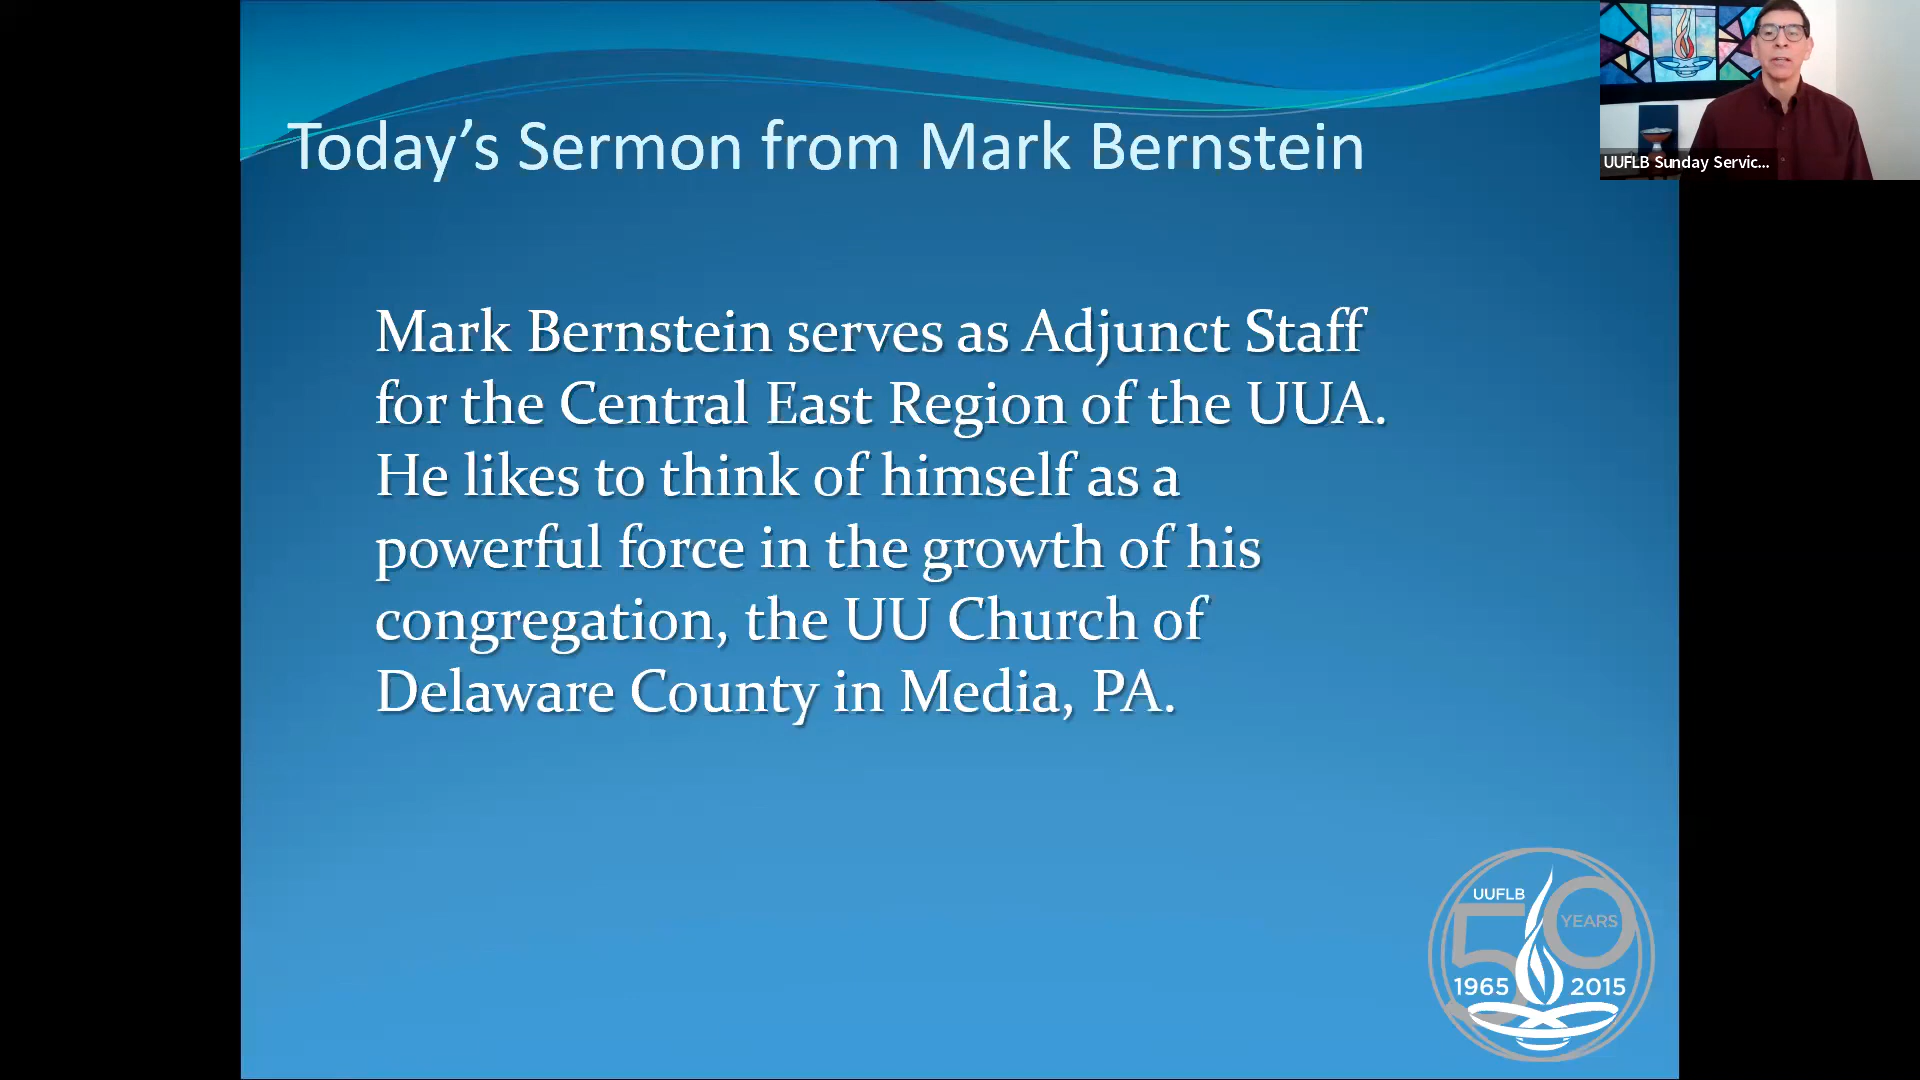 Today's Sermon from Mark Bernstein
UUFLB Sunday Servic...
Mark Bernstein serves as Adjunct Staff
for the Central East Region of the UUA.
He likes to think of himself as a
powerful force in the growth of his
congregation, the UU Church of
Delaware County in Media, PA.
UUFLB
50
YEARS
1965 2015